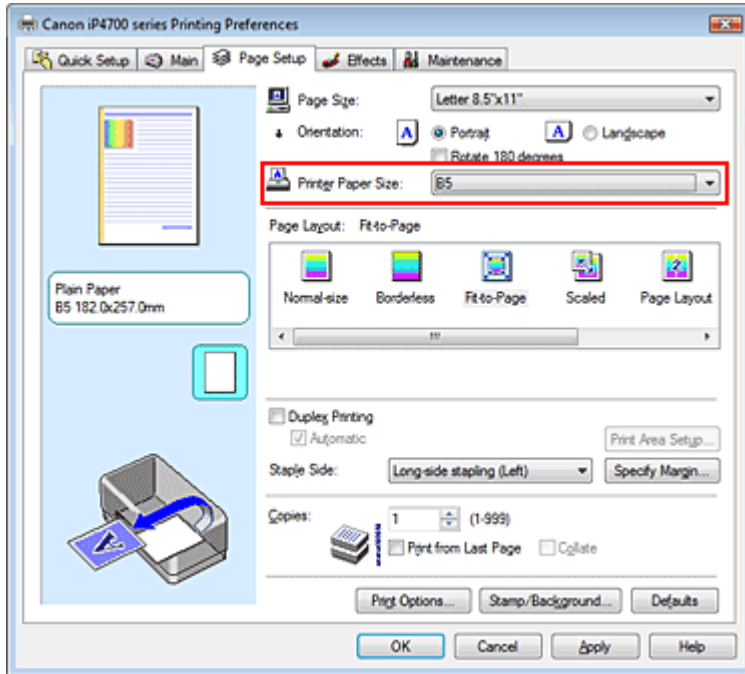 Canon iP4700 series Printing Preferences
Quick Setup Main Page Setup Effects Maintenance
Page Size: Letter 8.5"x11"
Orientation: A Portrait A Landscape
Rotate 180 degrees
Printer Paper Size: B5
Page Layout: Fit-to-Page
Normal-size Borderless Fit-to-Page Scaled Page Layout
Plain Paper
B5 182.0x257.0mm
Duplex Printing
Automatic Print Area Setup...
Staple Side: Long-side stapling (Left) Specify Margin...
Copies: 1 (1-999)
Print from Last Page Collate
Print Options... Stamp/Background... Defaults
OK Cancel Apply Help